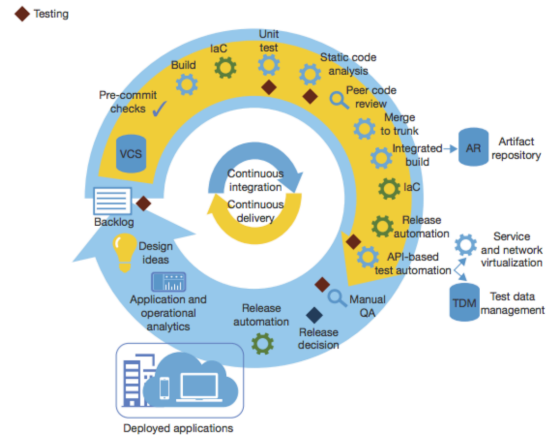 Testing
Unit
test
IaC
Static code
analysis
Build
Peer code
review
Pre-commit
checks
Merge
to trunk
VCS
Integrated
build
AR
Artifact
repository
Continuous
integration
IaC
Continuous
delivery
Backlog
Release
automation
Design
ideas
API-based
test automation
Service
and network
virtualization
Application and
operational
analytics
Manual
QA
TDM
Test data
management
Release
automation
Release
decision
Deployed applications